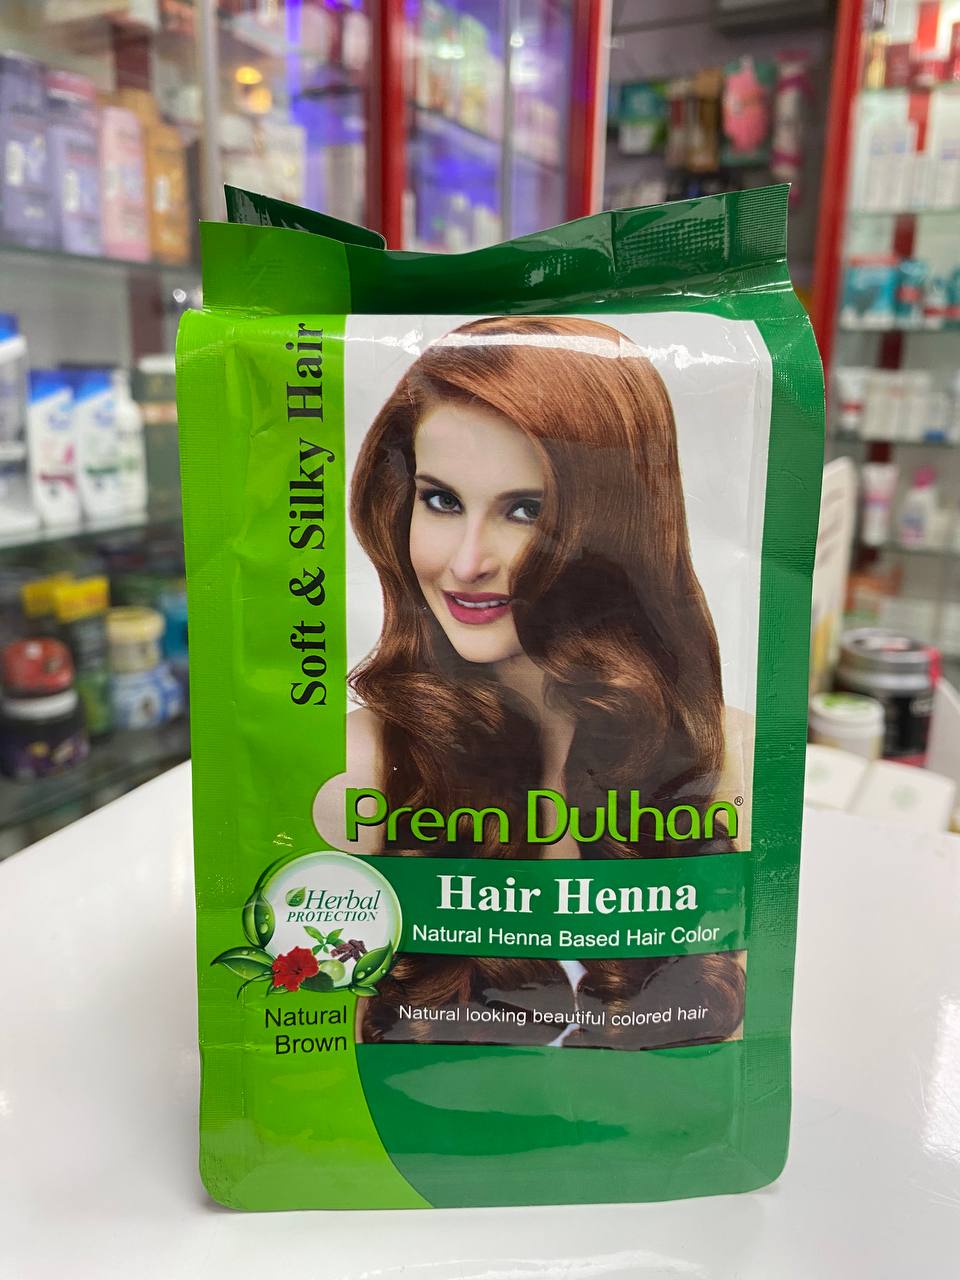 Soft & Silky Hair
Prem Dulhan®
Hair Henna
Natural Henna Based Hair Color
Herbal
PROTECTION
Natural looking beautiful colored hair
Natural
Brown